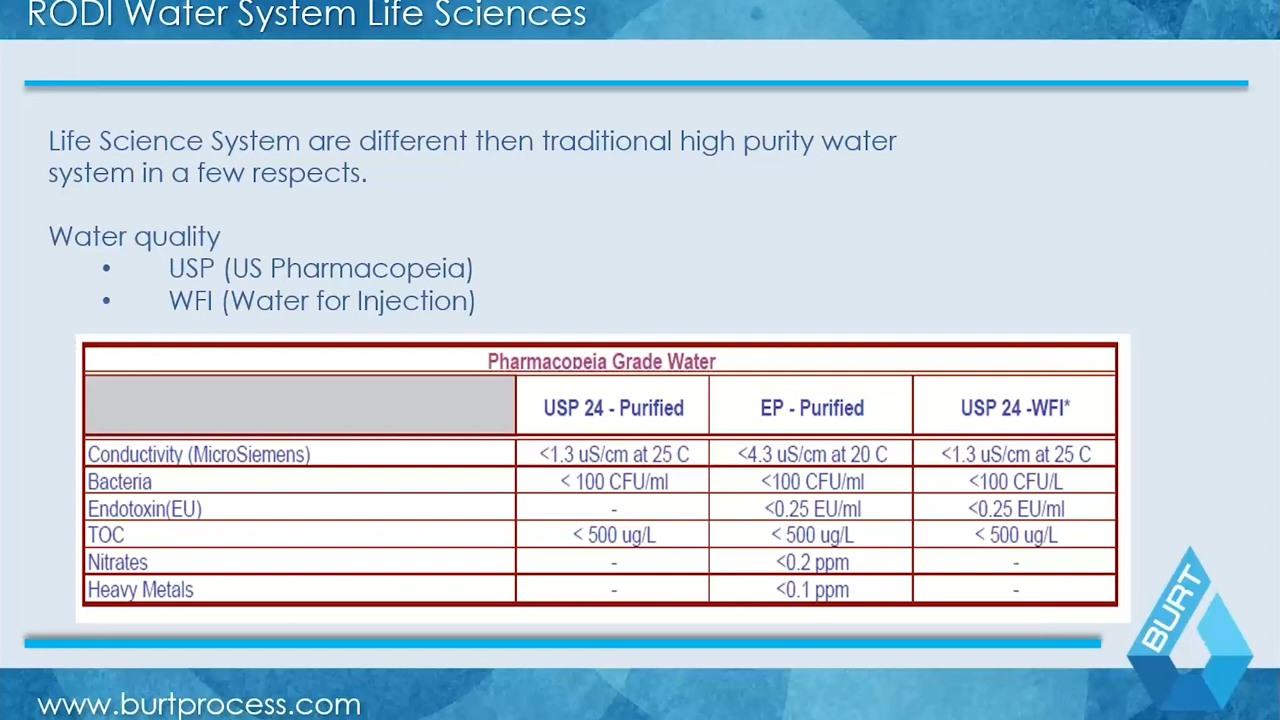 RODI Water System Life Sciences
Life Science System are different then traditional high purity water
system in a few respects.
Water quality
• USP (US Pharmacopeia)
• WFI (Water for Injection)
Pharmacopeia Grade Water
USP 24 - Purified EP - Purified USP 24 -WFI*
Conductivity (MicroSiemens) <1.3 uS/cm at 25 C <4.3 uS/cm at 20 C <1.3 uS/cm at 25 C
Bacteria < 100 CFU/ml <100 CFU/ml <100 CFU/L
Endotoxin(EU) - <0.25 EU/ml <0.25 EU/ml
TOC < 500 ug/L < 500 ug/L < 500 ug/L
Nitrates - <0.2 ppm -
Heavy Metals - <0.1 ppm -
BURT
www.burtprocess.com